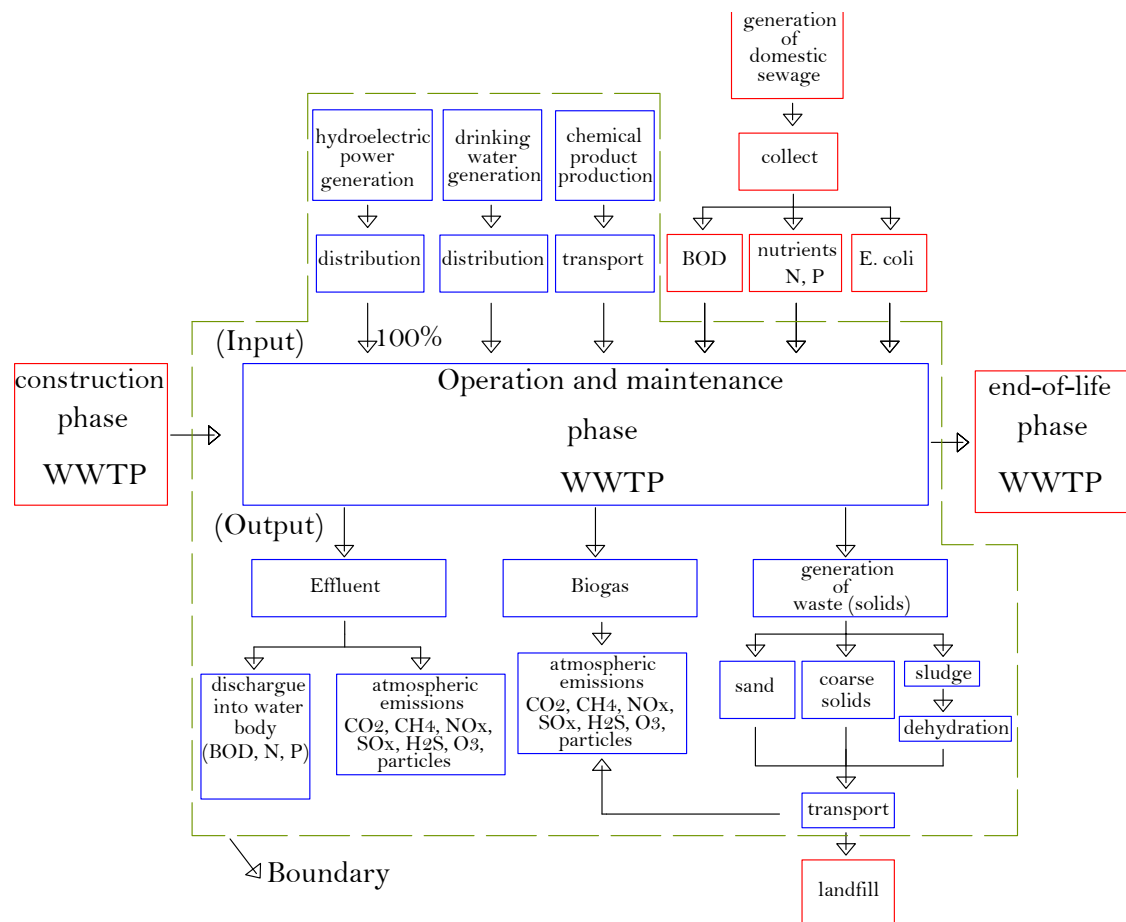 generation
of
domestic
sewage
hydroelectric
power
generation
drinking
water
generation
chemical
product
production
collect
distribution
distribution
transport
BOD
nutrients
N, P
E. coli
(Input)
100%
construction
phase
WWTP
Operation and maintenance
phase
WWTP
end-of-life
phase
WWTP
(Output)
Effluent
Biogas
generation
of
waste (solids)
dischargue
into water
body
(BOD, N, P)
atmospheric
emissions
CO2, CH4, NOx,
SOx, H2S, O3,
particles
atmospheric
emissions
CO2, CH4, NOx,
SOx, H2S, O3,
particles
sand
coarse
solids
sludge
dehydration
transport
Boundary
landfill